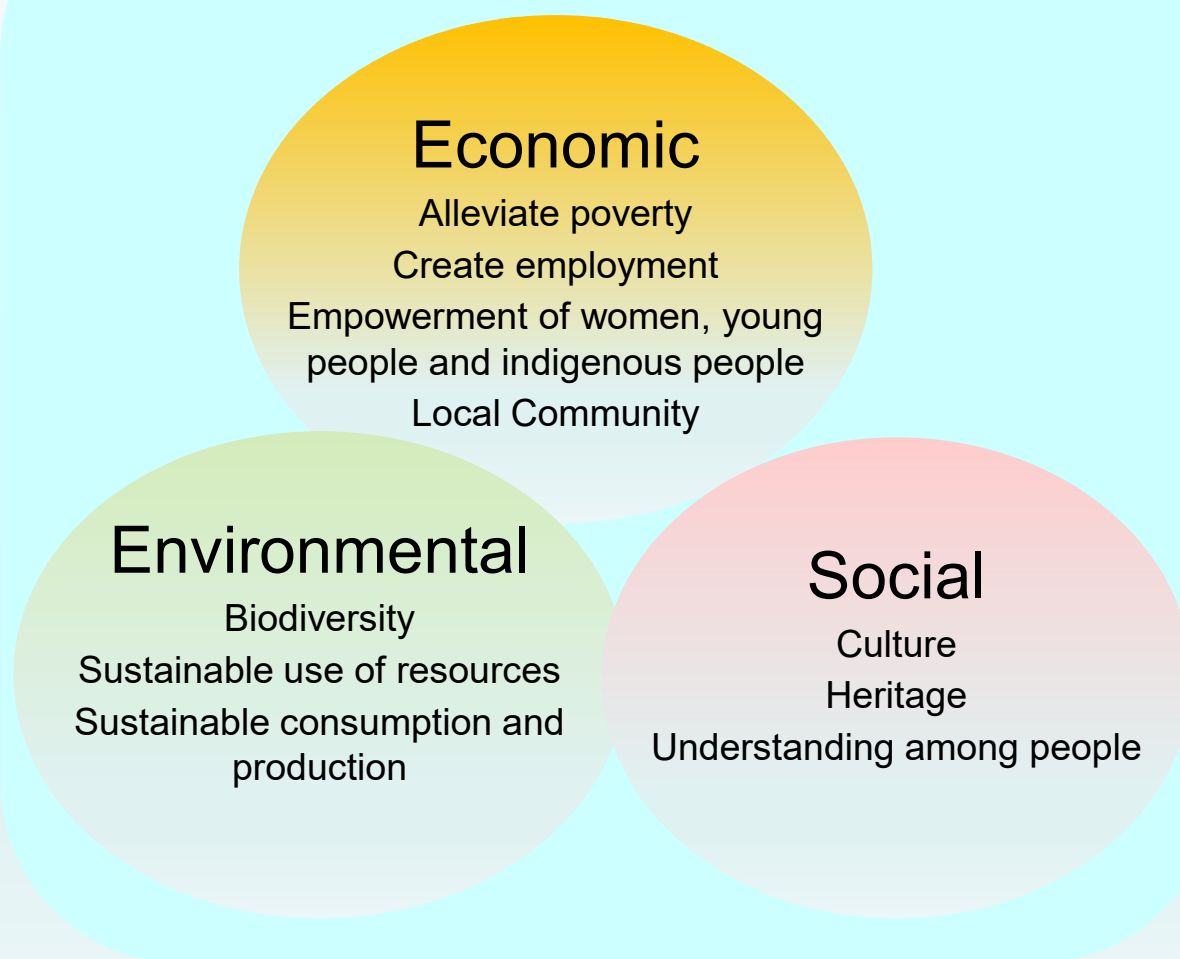 Economic
Alleviate poverty
Create employment
Empowerment of women, young
people and indigenous people
Local Community
Environmental
Biodiversity
Sustainable use of resources
Sustainable consumption and
production
Social
Culture
Heritage
Understanding among people